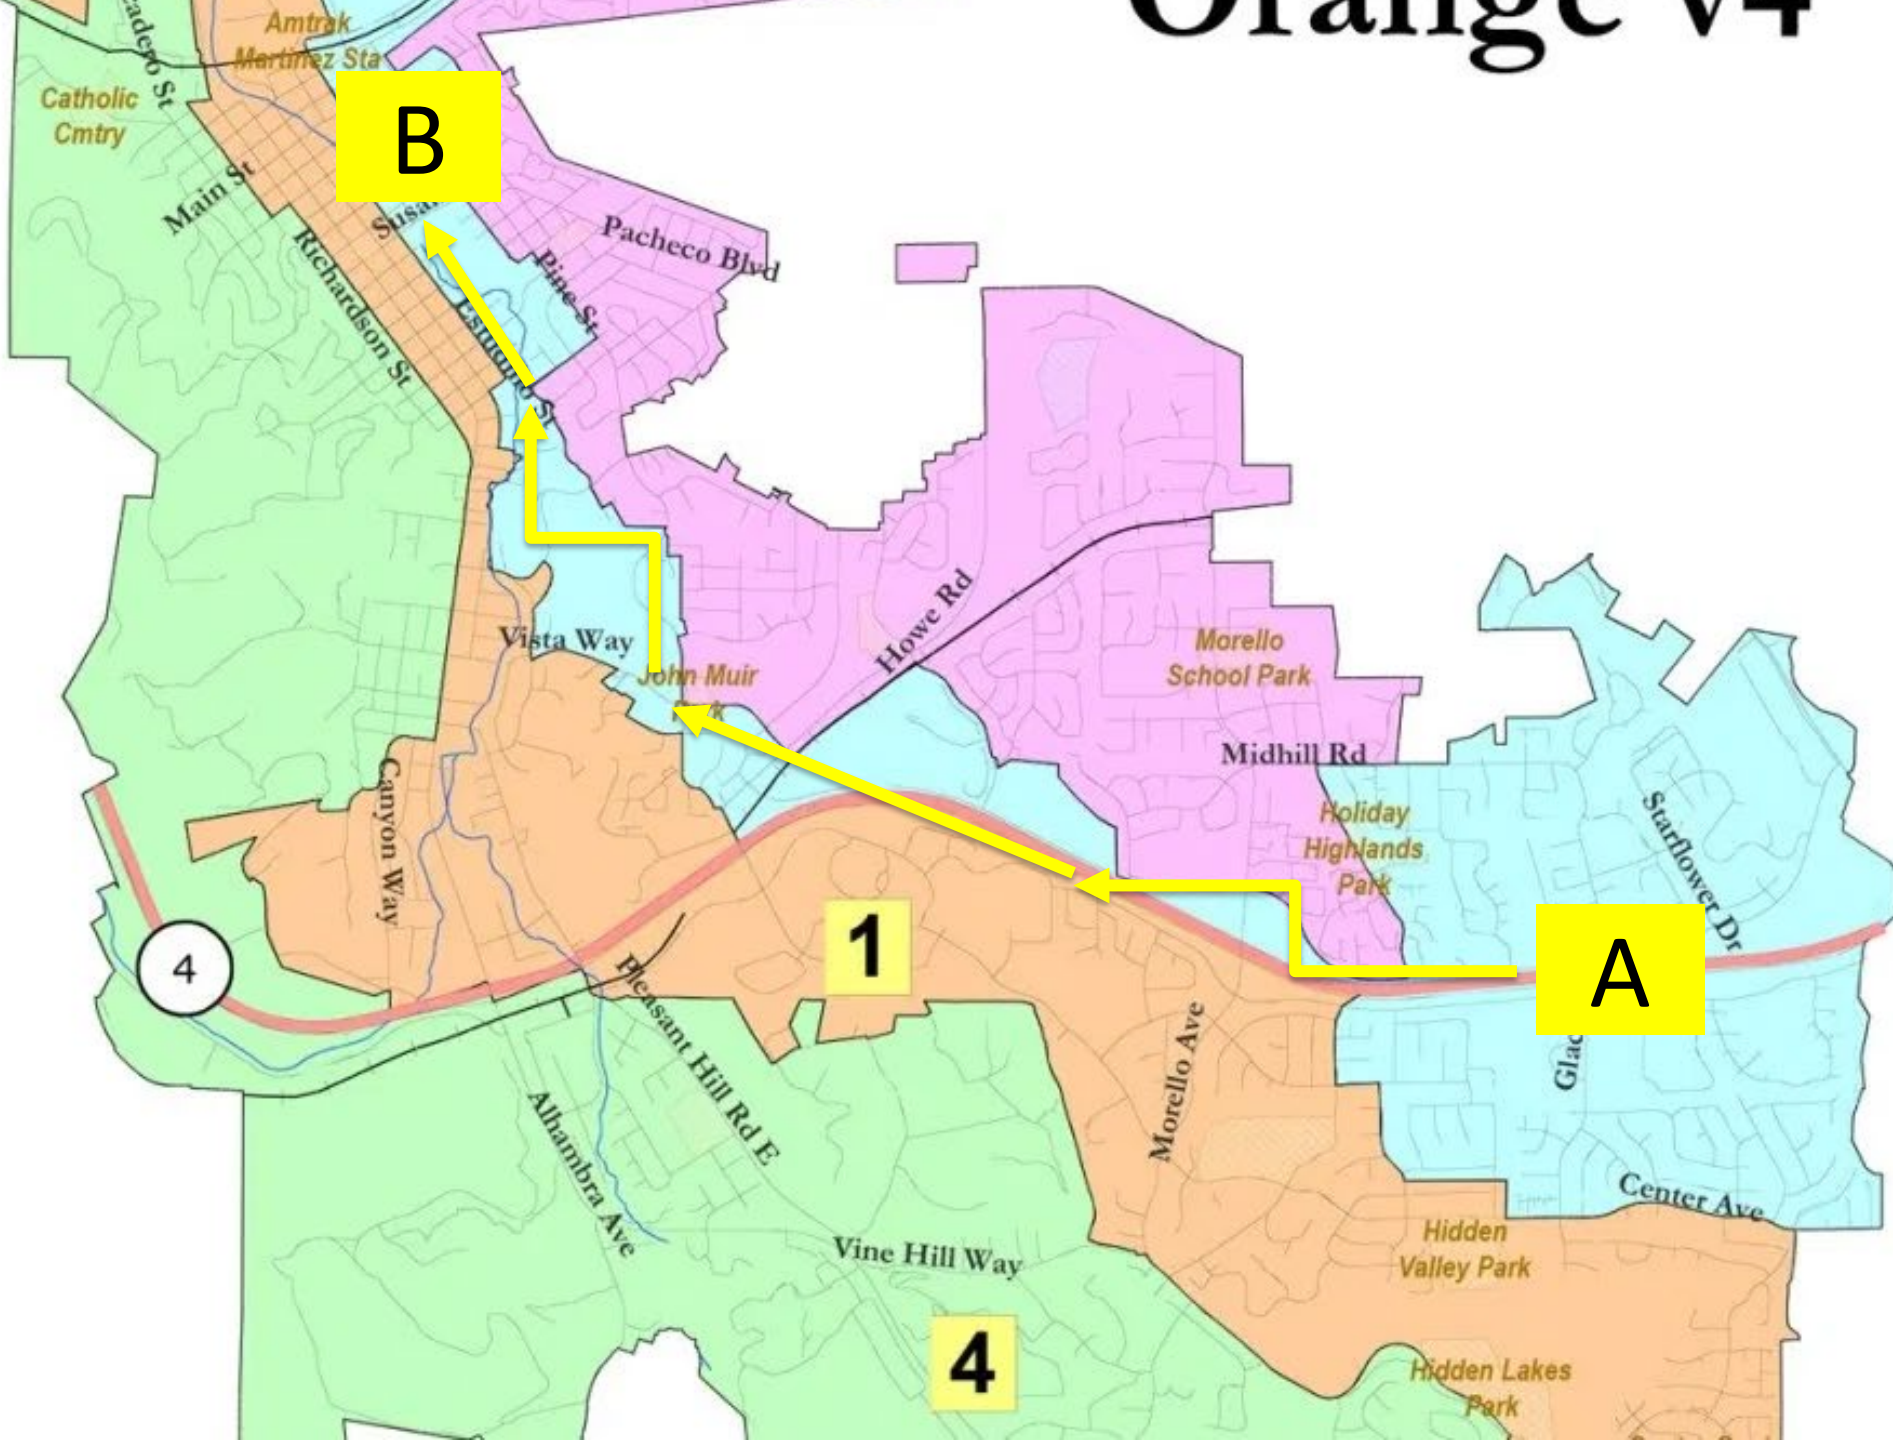 Orange v4
Amtrak
Martinez Sta
Catholic
Cmtry
B
Main St
Pacheco Blvd
Pine St
Richardson St
Estudillo St
Vista Way
John Muir
Park
Howe Rd
Morello
School Park
Midhill Rd
Holiday
Highlands
Park
Starflower Dr
Canyon Way
1
A
4
Pleasant Hill Rd E
Morello Ave
Alhambra Ave
Center Ave
Vine Hill Way
Hidden
Valley Park
4
Hidden Lakes
Park